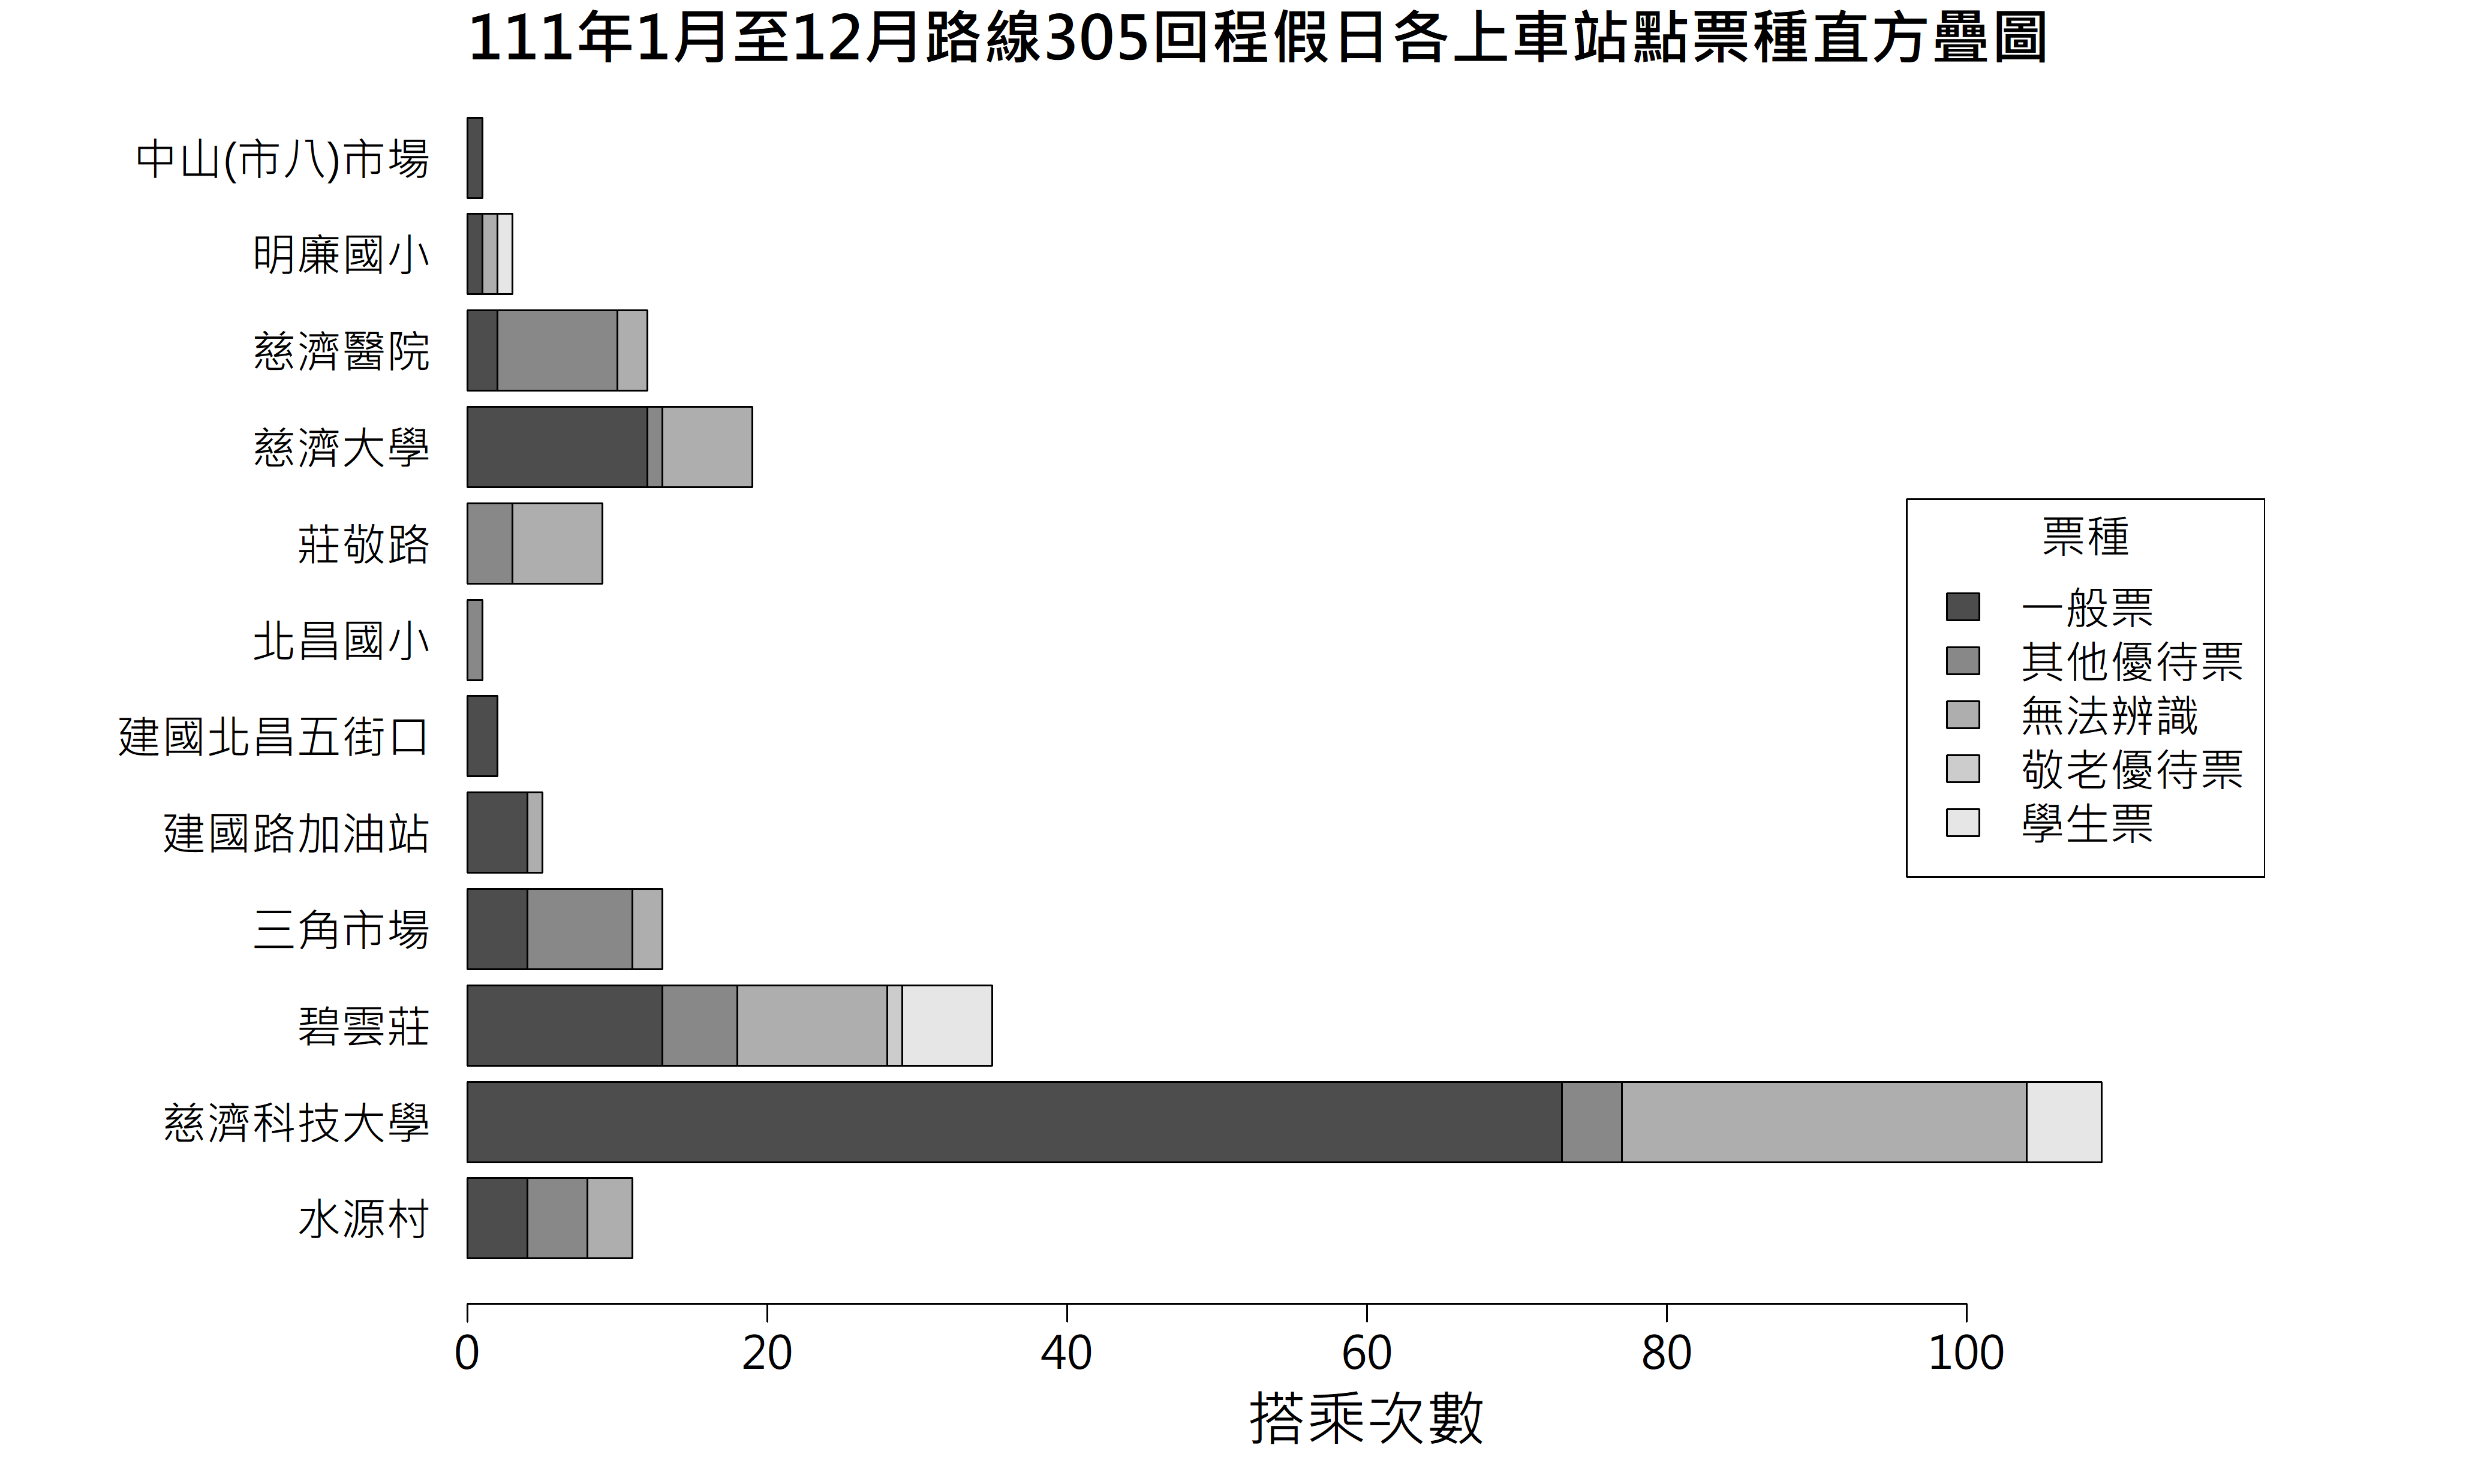 111年1月至12月路線305回程假日各上車站點票種直方疊圖
中山(市八)市場
明廉國小
慈濟醫院
慈濟大學
莊敬路
北昌國小
建國北昌五街口
建國路加油站
三角市場
碧雲莊
慈濟科技大學
水源村
票種
一般票
其他優待票
無法辨識
敬老優待票
學生票
0 20 40 60 80 100
搭乘次數